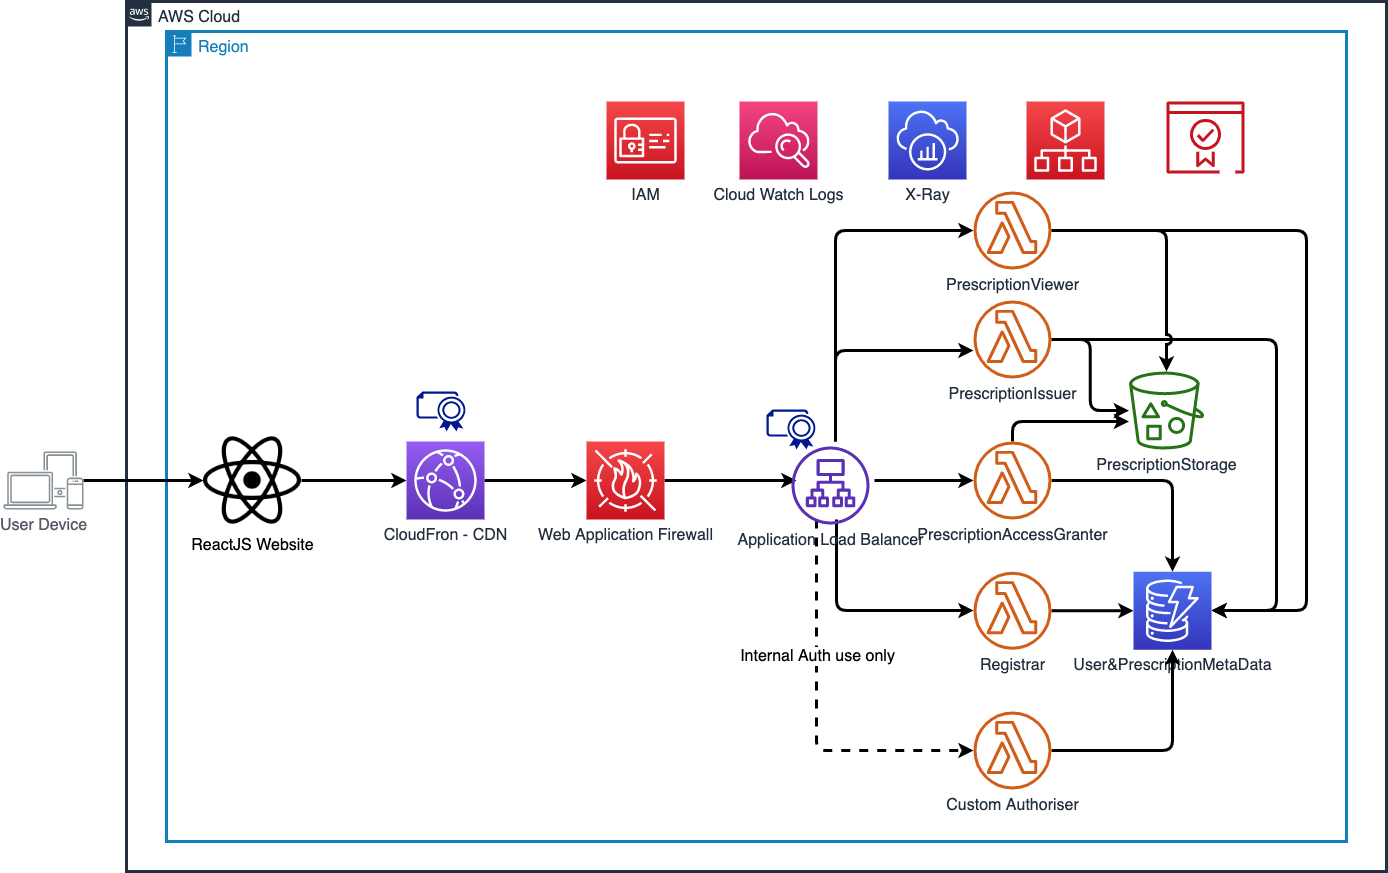 aws
AWS Cloud
Region
IAM
Cloud Watch Logs
X-Ray
PrescriptionViewer
PrescriptionIssuer
PrescriptionStorage
User Device
ReactJS Website
CloudFron - CDN
Web Application Firewall
Application Load Balancer
PrescriptionAccessGranter
Internal Auth use only
Registrar
User&PrescriptionMetaData
Custom Authoriser